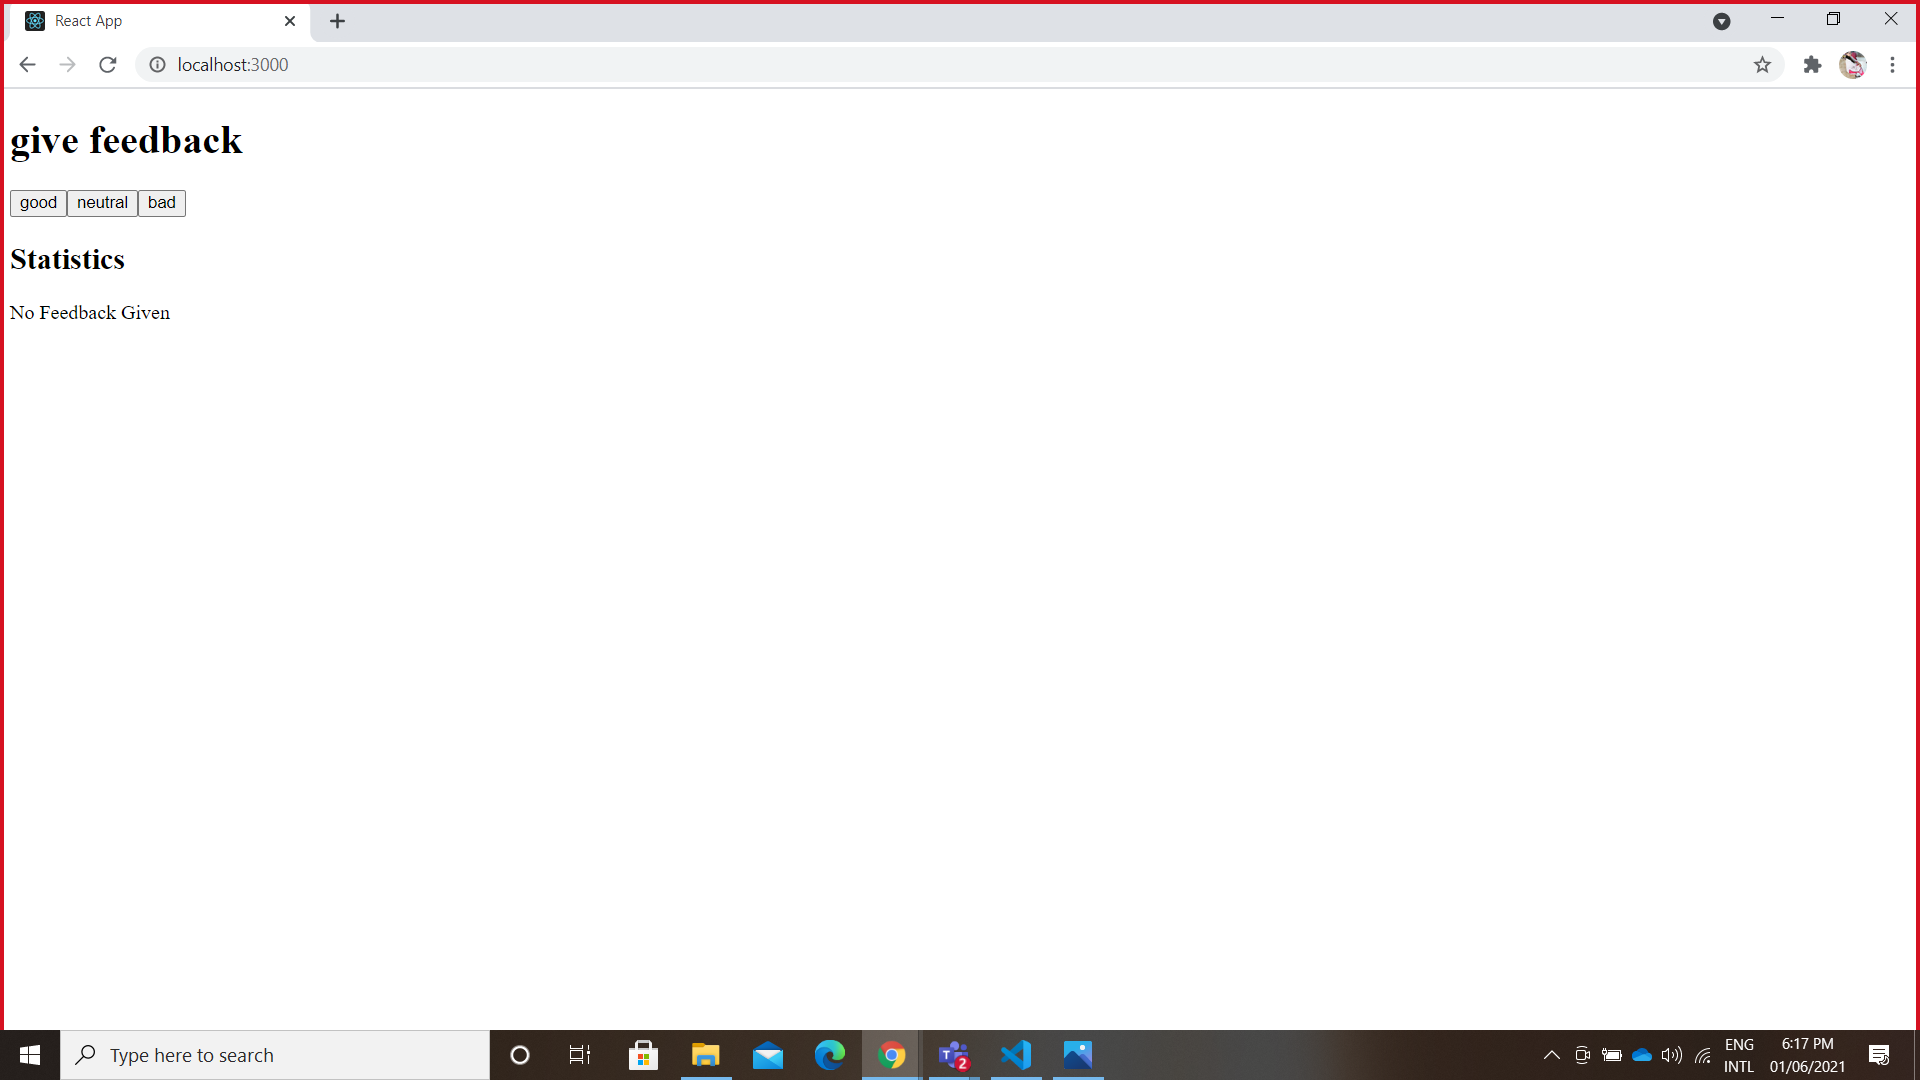 React App
localhost:3000
give feedback
good neutral bad
Statistics
No Feedback Given
Type here to search
T 2
ENG
INTL
6:17 PM
01/06/2021